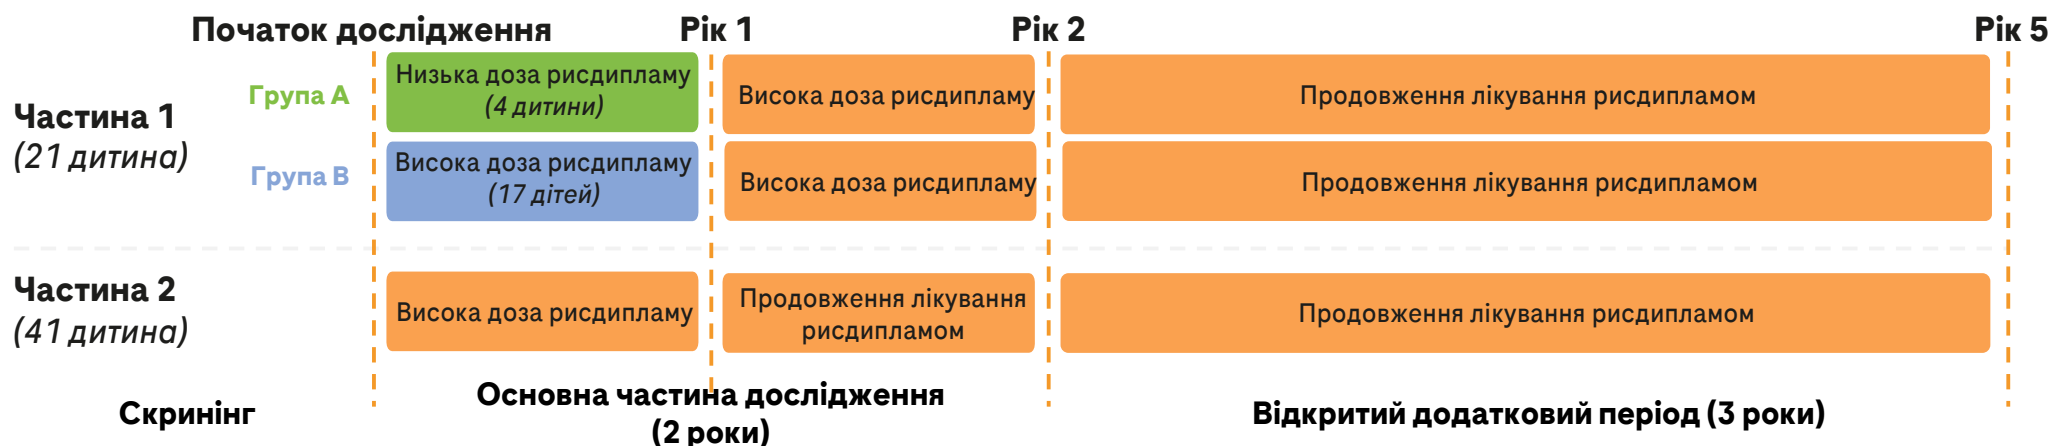 Початок дослідження Рік 1 Рік 2 Рік 5
Частина 1
(21 дитина)
Група A
Низька доза рисдипламу
(4 дитини)
Висока доза рисдипламу
Продовження лікування рисдипламом
Група B
Висока доза рисдипламу
(17 дітей)
Висока доза рисдипламу
Продовження лікування рисдипламом
Частина 2
(41 дитина)
Висока доза рисдипламу
Продовження лікування
рисдипламом
Продовження лікування рисдипламом
Скринінг
Основна частина дослідження
(2 роки)
Відкритий додатковий період (3 роки)